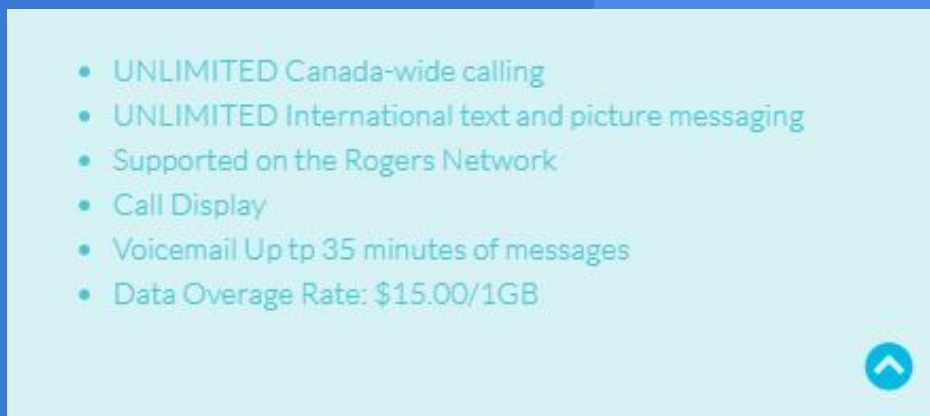 UNLIMITED Canada-wide calling
UNLIMITED International text and picture messaging
Supported on the Rogers Network
Call Display
Voicemail Up tp 35 minutes of messages
Data Overage Rate: $15.00/1GB